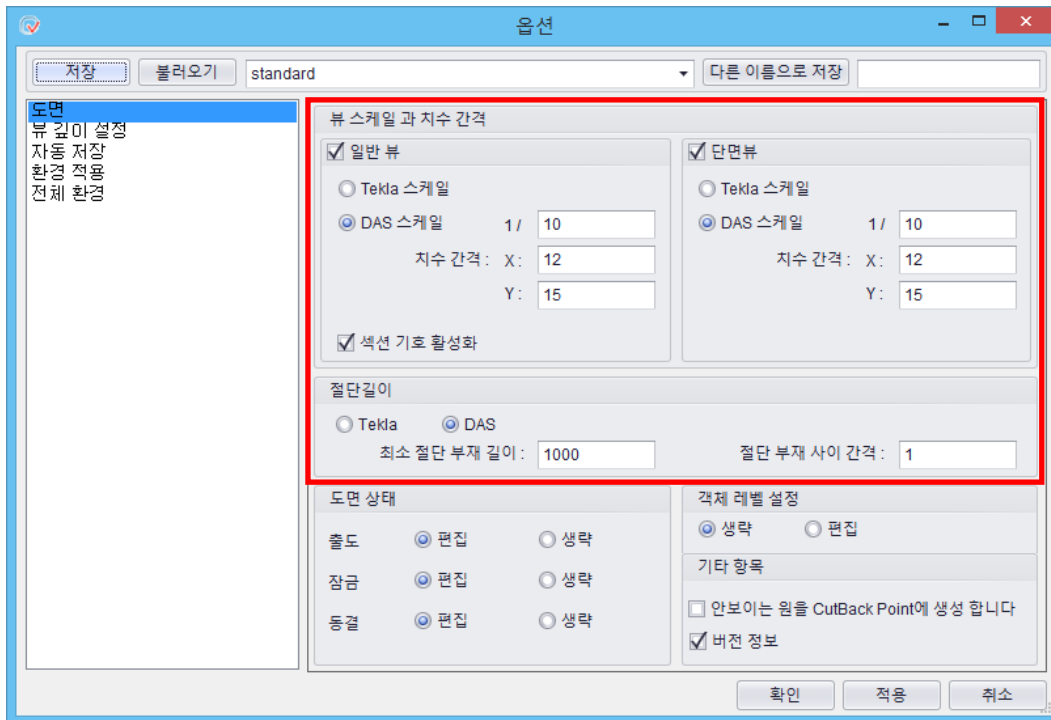 옵션
저장 불러오기 standard 다른 이름으로 저장
도면
뷰 깊이 설정
자동 저장
환경 적용
전체 환경
뷰 스케일 과 치수 간격
일반 뷰
Tekla 스케일
DAS 스케일 1 / 10
치수 간격 : X : 12
Y : 15
섹션 기호 활성화
단면뷰
Tekla 스케일
DAS 스케일 1 / 10
치수 간격 : X : 12
Y : 15
절단길이
Tekla DAS
최소 절단 부재 길이 : 1000 절단 부재 사이 간격 : 1
도면 상태
출도 편집 생략
잠금 편집 생략
동결 편집 생략
객체 레벨 설정
생략 편집
기타 항목
안보이는 원을 CutBack Point에 생성 합니다
버전 정보
확인 적용 취소